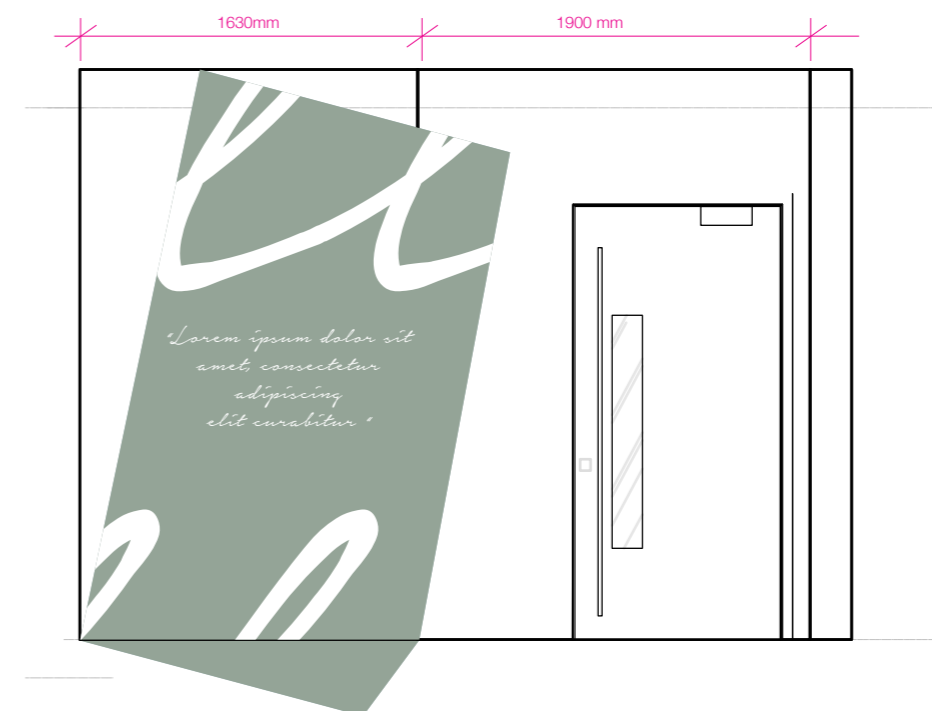 1630mm
1900 mm
"Lorem ipsum dolor sit
amet, consectetur
adipiscing
elit curabitur "